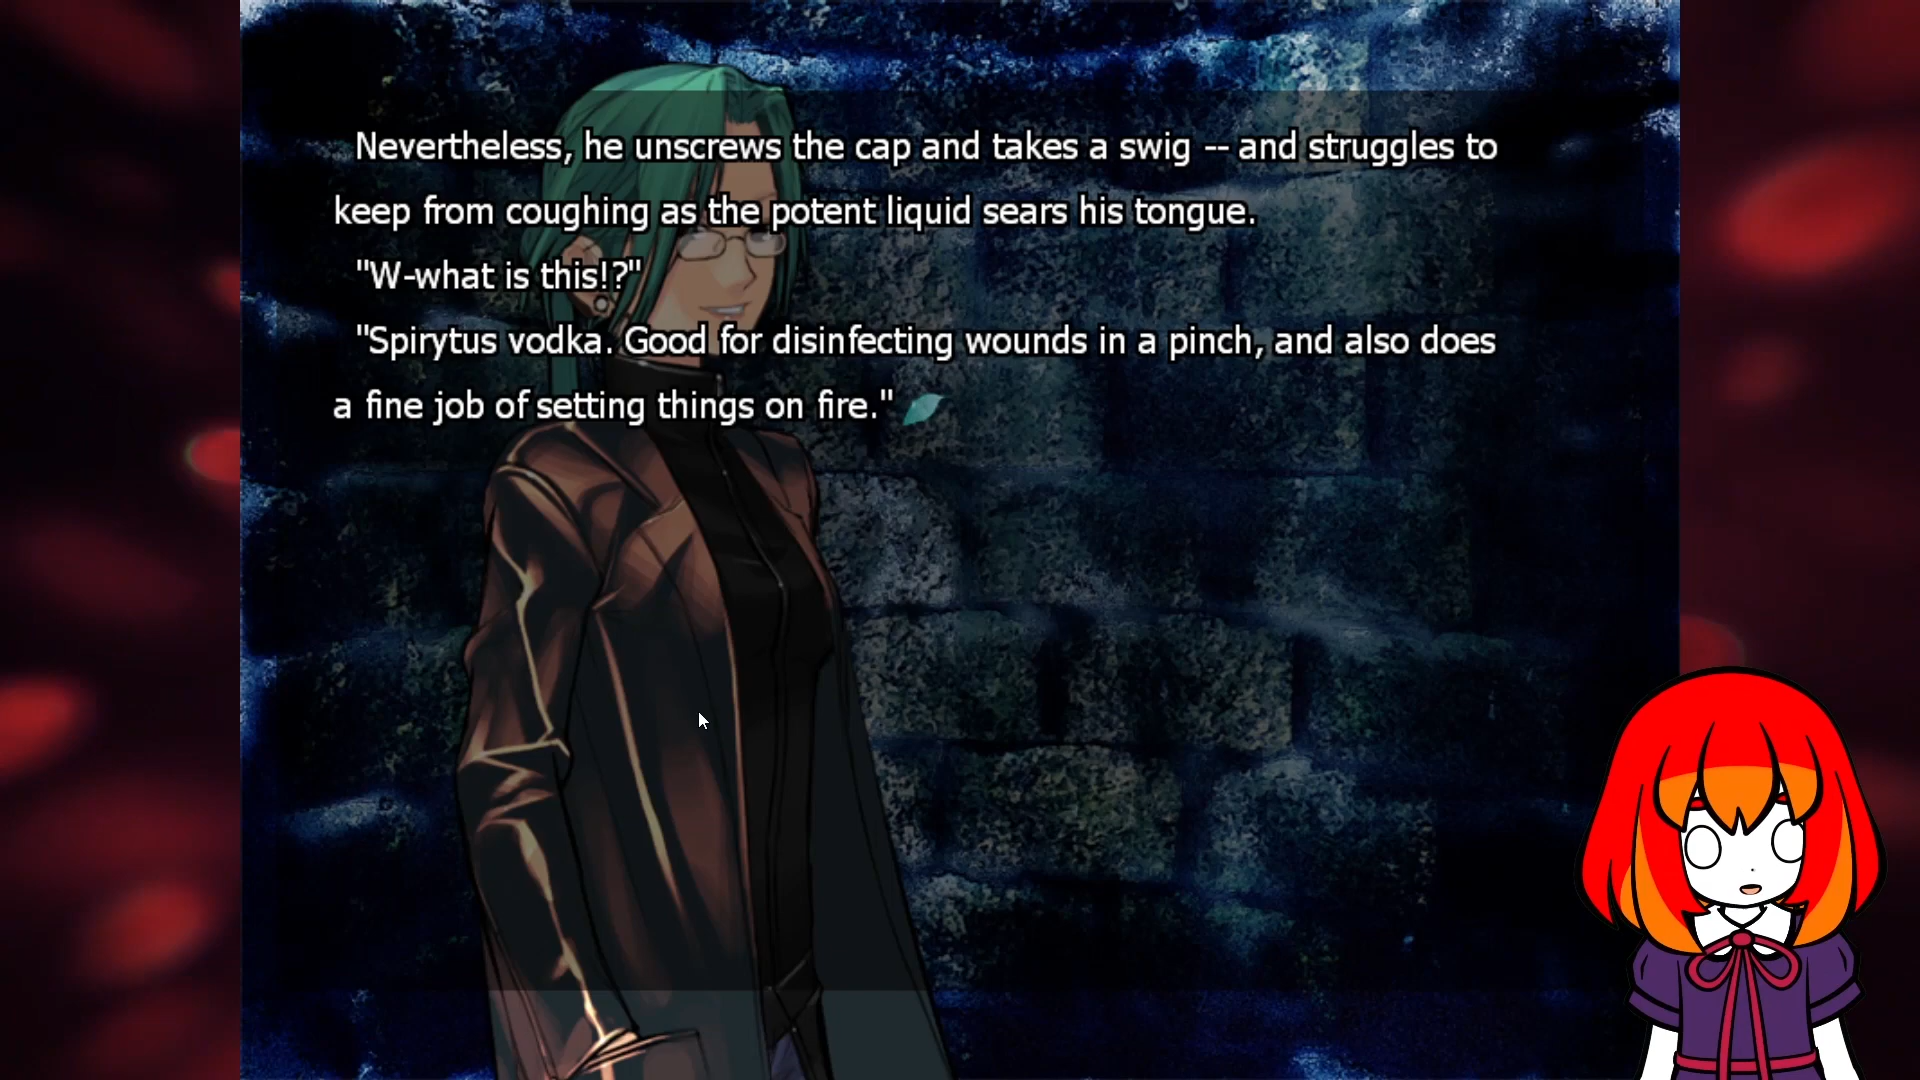 Nevertheless, he unscrews the cap and takes a swig -- and struggles to
keep from coughing as the potent liquid sears his tongue.
"W-what is this!?"
"Spirytus vodka. Good for disinfecting wounds in a pinch, and also does
a fine job of setting things on fire."